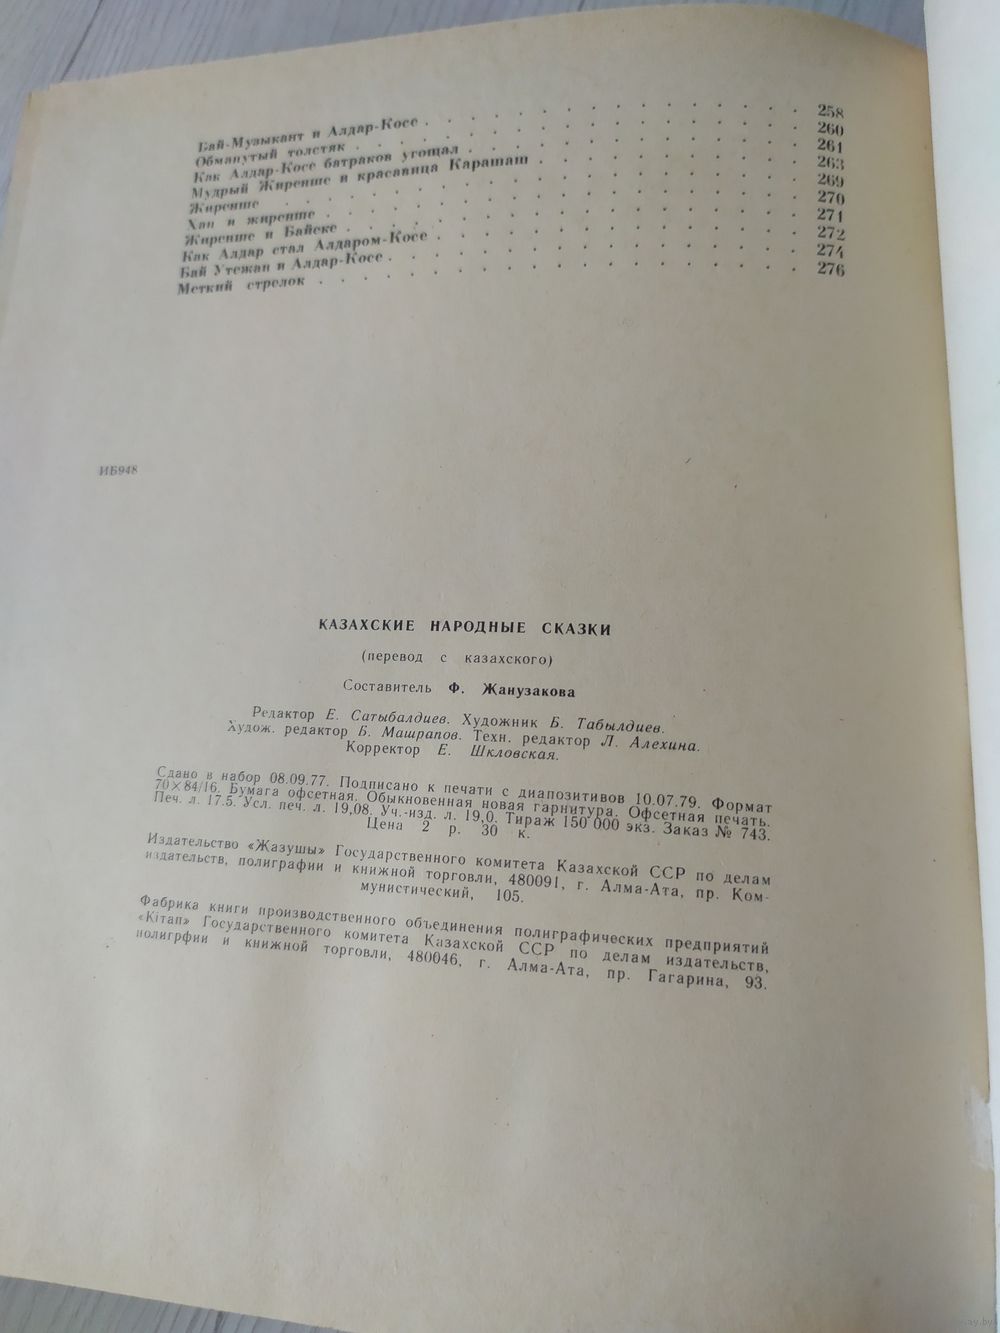 Бай-Музыкант и Алдар-Косе . . . . . . . . . . . . . . . 258
Обманутый толстяк . . . . . . . . . . . . . . . . . . 260
Как Алдар-Косе батраков угощал . . . . . . . . . . . . . 261
Мудрый Жиренше и красавица Карашаш . . . . . . . . . . 263
Жиренше . . . . . . . . . . . . . . . . . . . . 269
Хан и жиренше . . . . . . . . . . . . . . . . . . 270
Жиренше и Байеке . . . . . . . . . . . . . . . . . 271
Как Алдар стал Алдаром-Косе . . . . . . . . . . . . . . 272
Бай Утежан и Алдар-Косе . . . . . . . . . . . . . . . 274
Меткий стрелок . . . . . . . . . . . . . . . . . . 276
ИБ948
КАЗАХСКИЕ НАРОДНЫЕ СКАЗКИ
(перевод с казахского)
Составитель Ф. Жанузакова
Редактор Е. Сатыбалдиев. Художник Б. Табылдиев.
Худож. редактор Б. Машрапов. Техн. редактор Л. Алехина.
Корректор Е. Шкловская.
Сдано в набор 08.09.77. Подписано к печати с диапозитивов 10.07.79. Формат
70×84/16. Бумага офсетная. Обыкновенная новая гарнитура. Офсетная печать.
Печ. л. 17.5. Усл. печ. л. 19,08. Уч.-изд. л. 19,0. Тираж 150 000 экз. Заказ № 743.
Цена 2 р. 30 к.
Издательство «Жазушы» Государственного комитета Казахской ССР по делам
издательств, полиграфии и книжной торговли, 480091, г. Алма-Ата, пр. Ком-
мунистический, 105.
Фабрика книги производственного объединения полиграфических предприятий
«Кітап» Государственного комитета Казахской ССР по делам издательств,
полигрфии и книжной торговли, 480046, г. Алма-Ата, пр. Гагарина, 93.